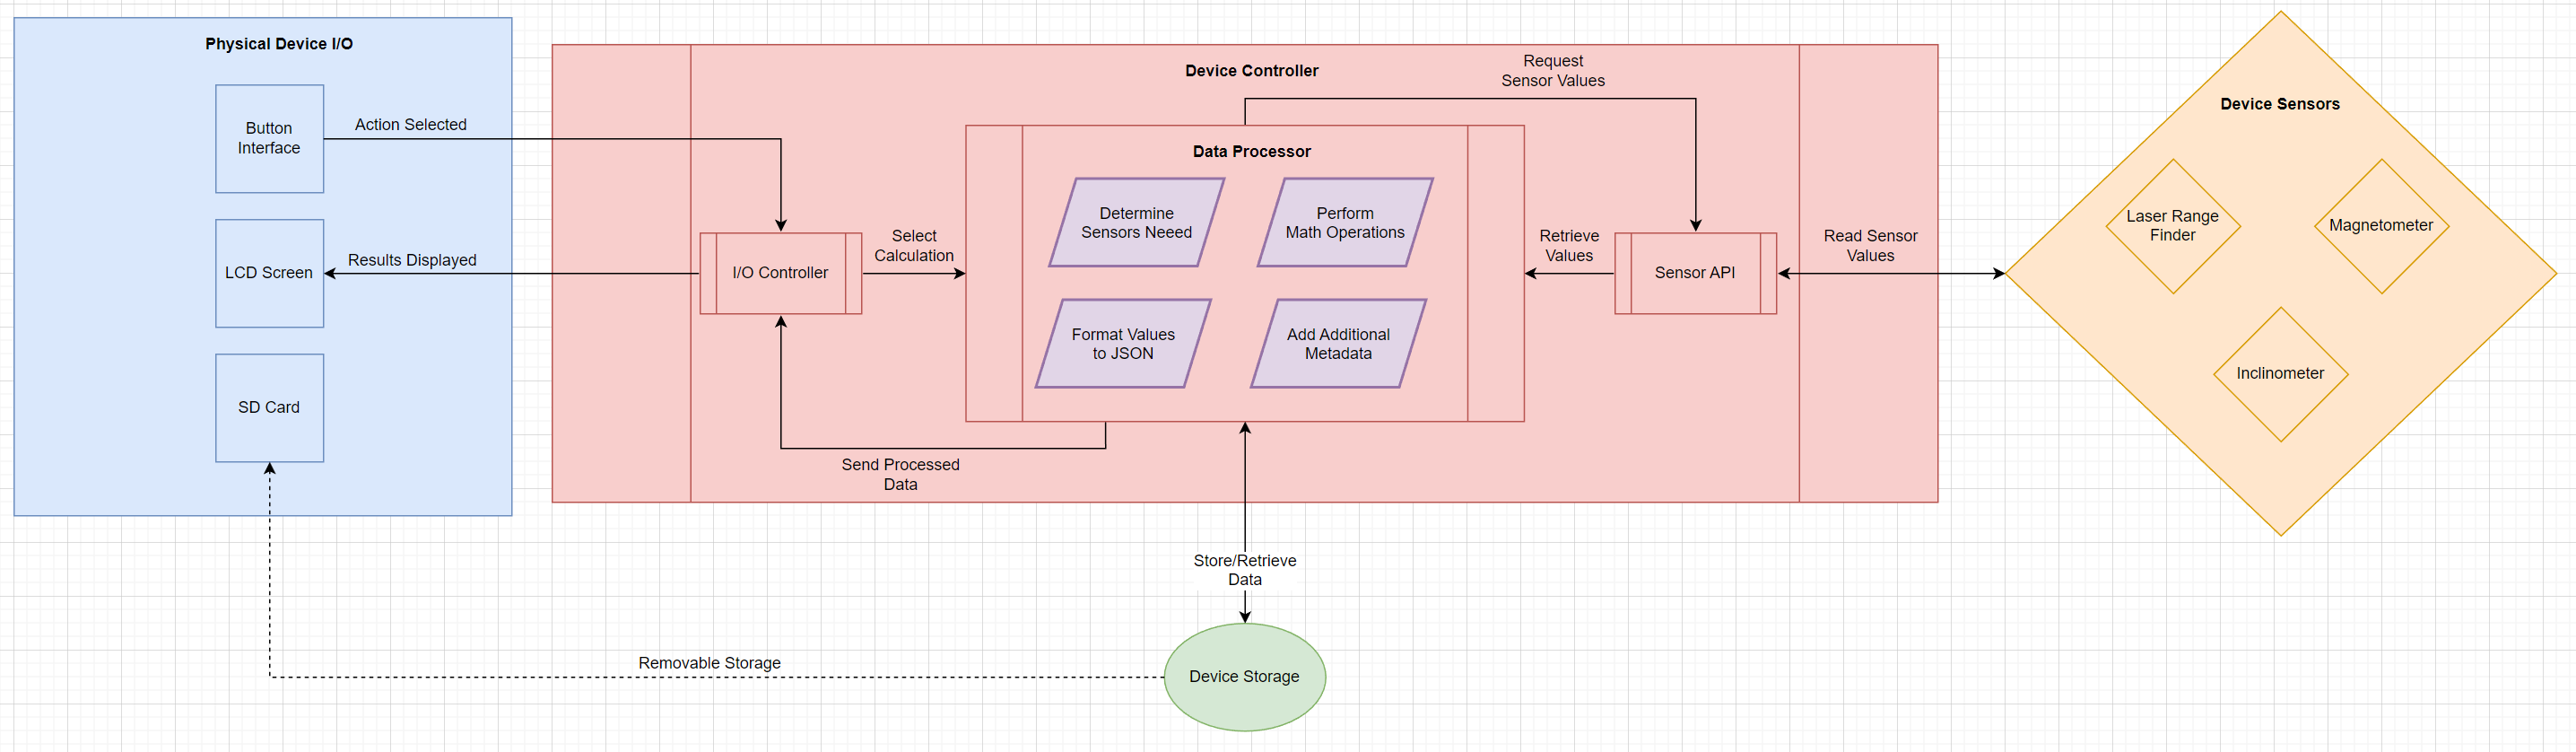 Physical Device I/O
Button
Interface
Action Selected
LCD Screen
Results Displayed
SD Card
Device Controller
Request
Sensor Values
I/O Controller
Select
Calculation
Data Processor
Determine
Sensors Neeed
Perform
Math Operations
Format Values
to JSON
Add Additional
Metadata
Retrieve
Values
Sensor API
Read Sensor
Values
Send Processed
Data
Device Sensors
Laser Range
Finder
Magnetometer
Inclinometer
Store/Retrieve
Data
Removable Storage
Device Storage